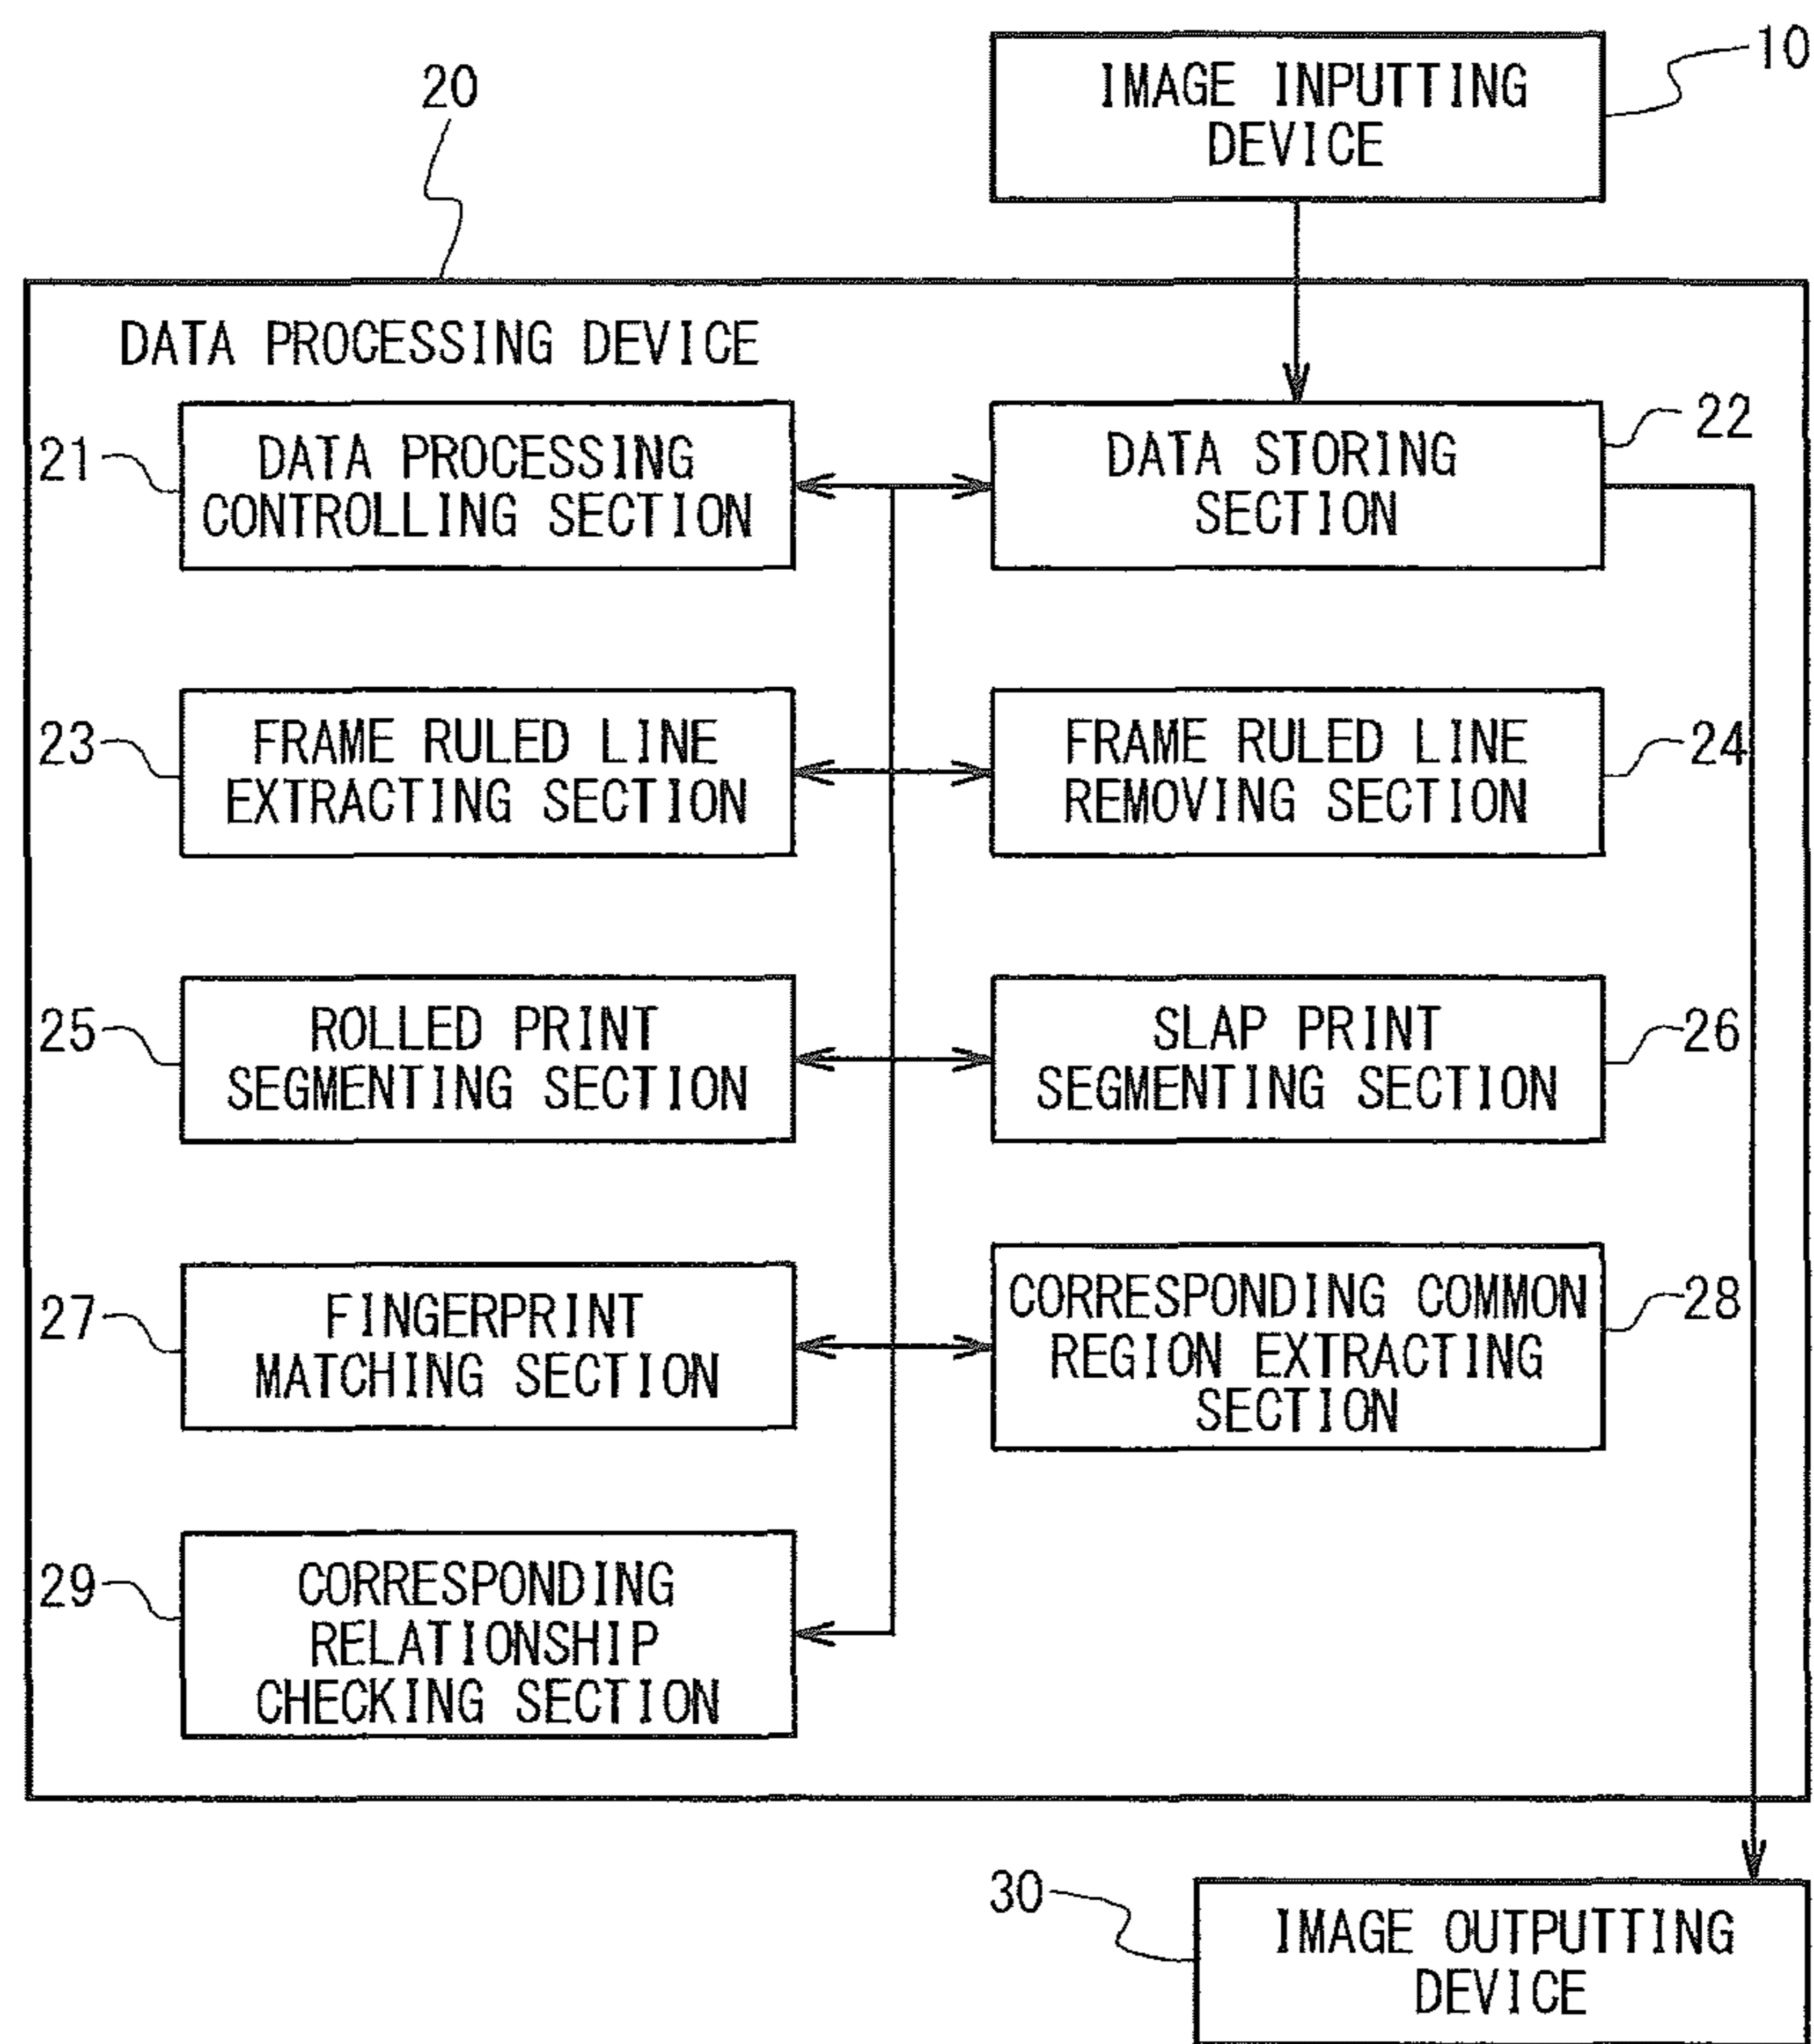 10
IMAGE INPUTTING
DEVICE
20
DATA PROCESSING DEVICE
21
DATA PROCESSING
CONTROLLING SECTION
22
DATA STORING
SECTION
23
FRAME RULED LINE
EXTRACTING SECTION
24
FRAME RULED LINE
REMOVING SECTION
25
ROLLED PRINT
SEGMENTING SECTION
26
SLAP PRINT
SEGMENTING SECTION
27
FINGERPRINT
MATCHING SECTION
28
CORRESPONDING COMMON
REGION EXTRACTING
SECTION
29
CORRESPONDING
RELATIONSHIP
CHECKING SECTION
30
IMAGE OUTPUTTING
DEVICE